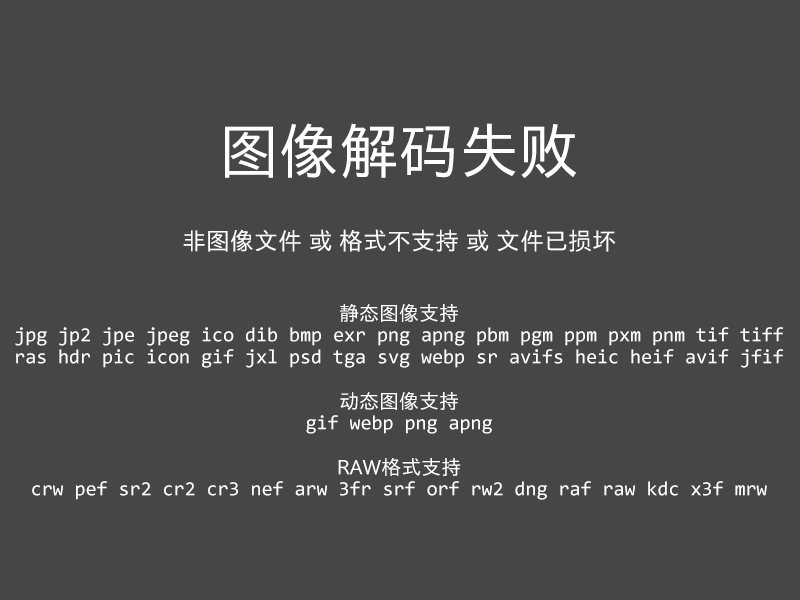 图像解码失败
非图像文件 或 格式不支持 或 文件已损坏
静态图像支持
jpg jp2 jpe jpeg ico dib bmp exr png apng pbm pgm ppm pxm pnm tif tiff
ras hdr pic icon gif jxl psd tga svg webp sr avifs heic heif avif jfif
动态图像支持
gif webp png apng
RAW格式支持
crw pef sr2 cr2 cr3 nef arw 3fr srf orf rw2 dng raf raw kdc x3f mrw